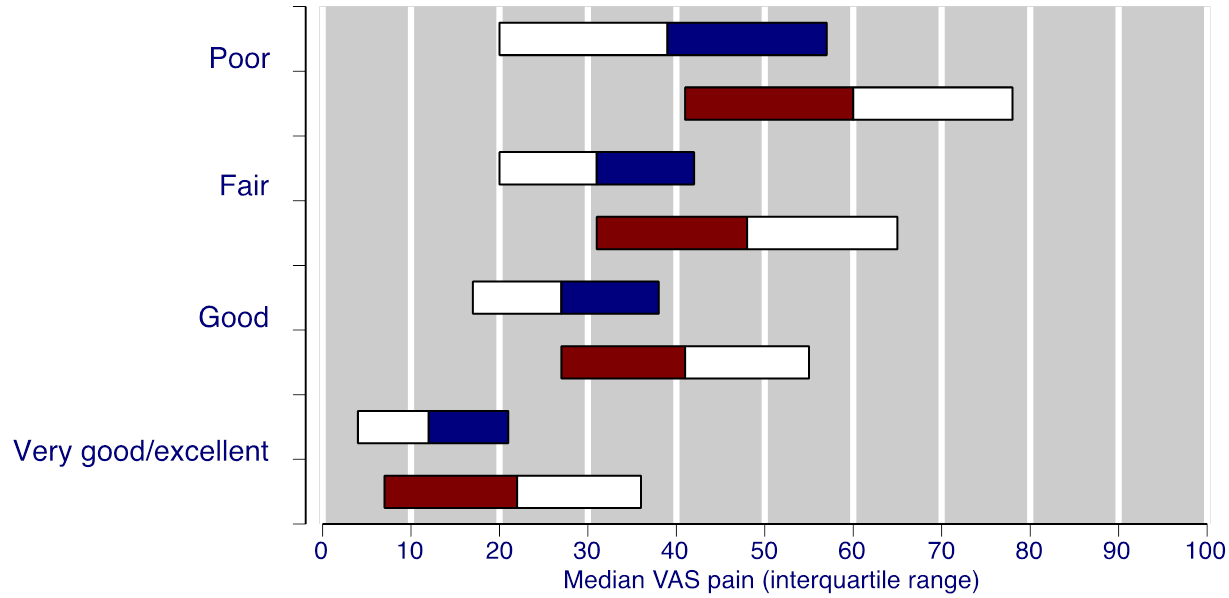 Poor
Fair
Good
Very good/excellent
0 10 20 30 40 50 60 70 80 90 100
Median VAS pain (interquartile range)